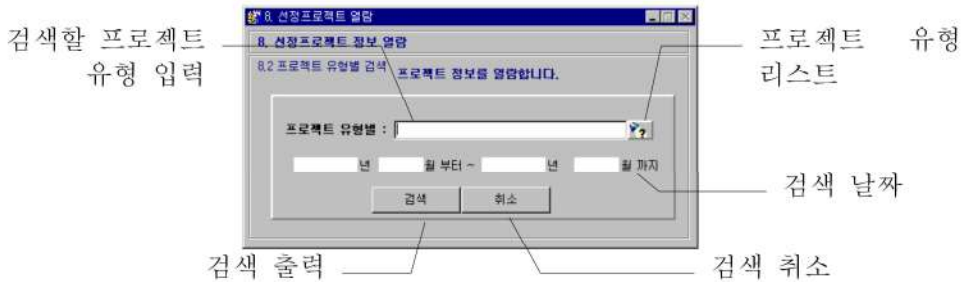 8. 선정프로젝트 열람
검색할 프로젝트
유형 입력
8. 선정프로젝트 정보 열람
프로젝트 유형
리스트
8.2 프로젝트 유형별 검색
프로젝트 정보를 열람합니다.
프로젝트 유형별 :
년 월 부터 ~ 년 월 까지
검색 취소
검색 날짜
검색 출력
검색 취소